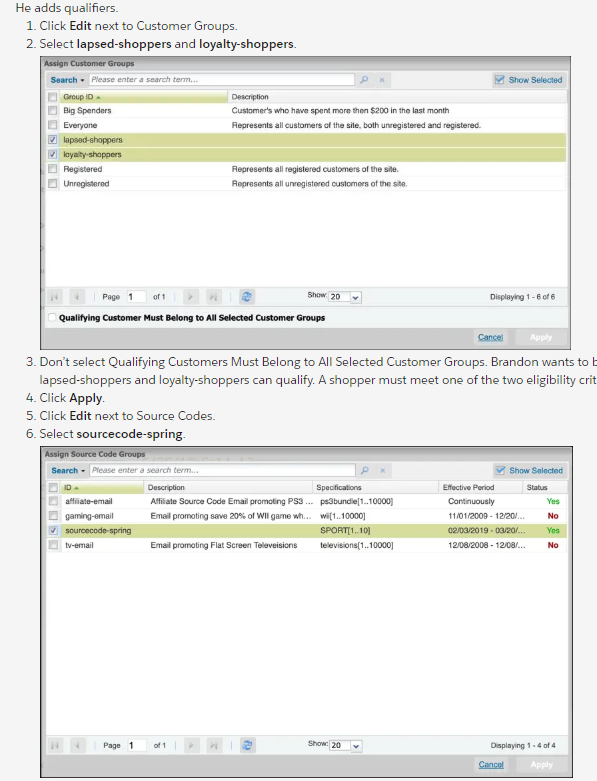 He adds qualifiers.
1. Click Edit next to Customer Groups.
2. Select lapsed-shoppers and loyalty-shoppers.
Assign Customer Groups
Search Please enter a search term... Show Selected
Group ID Description
Big Spenders Customer's who have spent more then $200 in the last month
Everyone Represents all customers of the site, both unregistered and registered.
lapsed-shoppers
loyalty-shoppers
Registered Represents all registered customers of the site.
Unregistered Represents all unregistered customers of the site.
Page 1 of 1 Show: 20 Displaying 1 - 6 of 6
Qualifying Customer Must Belong to All Selected Customer Groups
Cancel Apply
3. Don't select Qualifying Customers Must Belong to All Selected Customer Groups. Brandon wants to
lapsed-shoppers and loyalty-shoppers can qualify. A shopper must meet one of the two eligibility crit
4. Click Apply.
5. Click Edit next to Source Codes.
6. Select sourcecode-spring.
Assign Source Code Groups
Search Please enter a search term... Show Selected
ID Description Specifications Effective Period Status
affiliate-email Affiliate Source Code Email promoting PS3 ... ps3bundle[1..10000] Continuously Yes
gaming-email Email promoting save 20% of WII game wh... wii[1..10000] 11/01/2009 - 12/20/... No
sourcecode-spring SPORT[1..10] 02/03/2019 - 03/20/... Yes
tv-email Email promoting Flat Screen Televeisions televisions[1..10000] 12/08/2008 - 12/08/... No
Page 1 of 1 Show: 20 Displaying 1 - 4 of 4
Cancel Apply